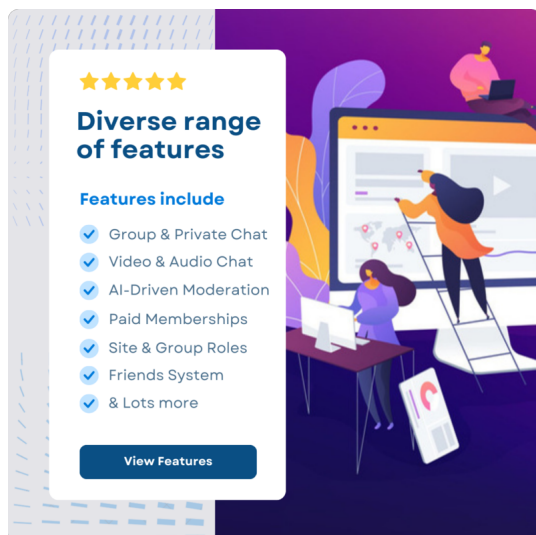 Diverse range
of features
Features include
Group & Private Chat
Video & Audio Chat
AI-Driven Moderation
Paid Memberships
Site & Group Roles
Friends System
& Lots more
View Features